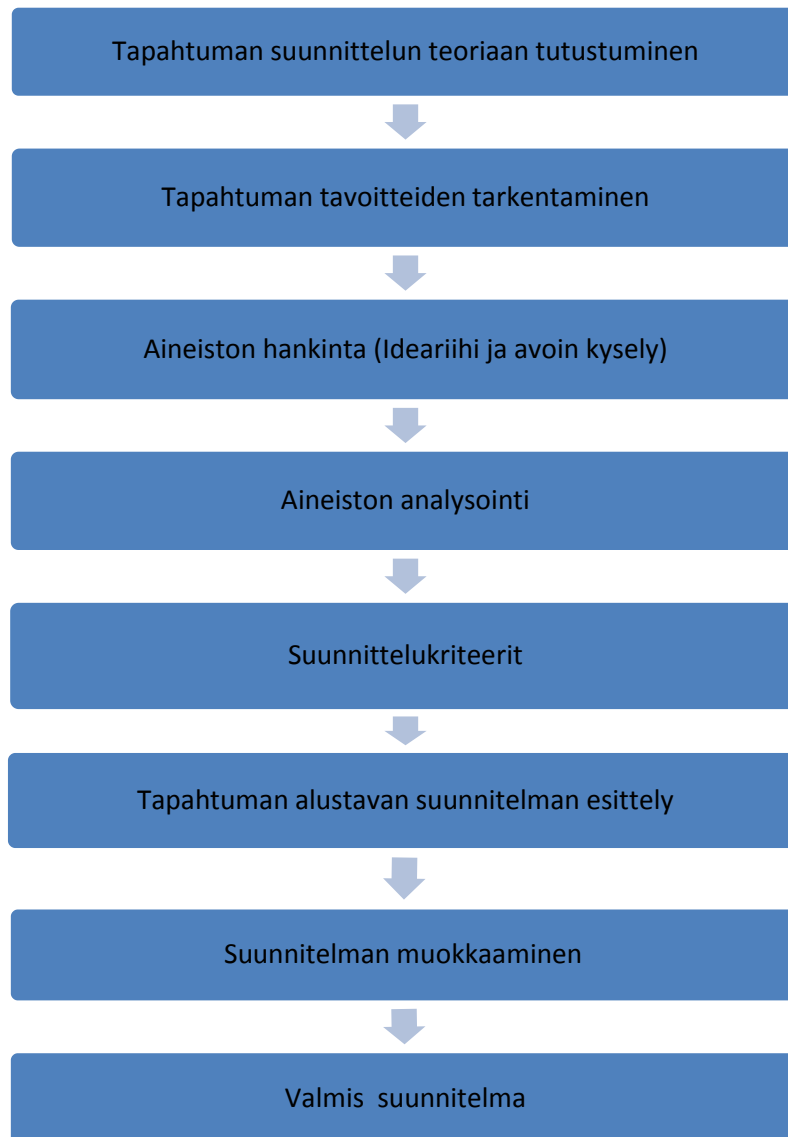 Tapahtuman suunnittelun teoriaan tutustuminen
Tapahtuman tavoitteiden tarkentaminen
Aineiston hankinta (Ideariihi ja avoin kysely)
Aineiston analysointi
Suunnittelukriteerit
Tapahtuman alustavan suunnitelman esittely
Suunnitelman muokkaaminen
Valmis  suunnitelma